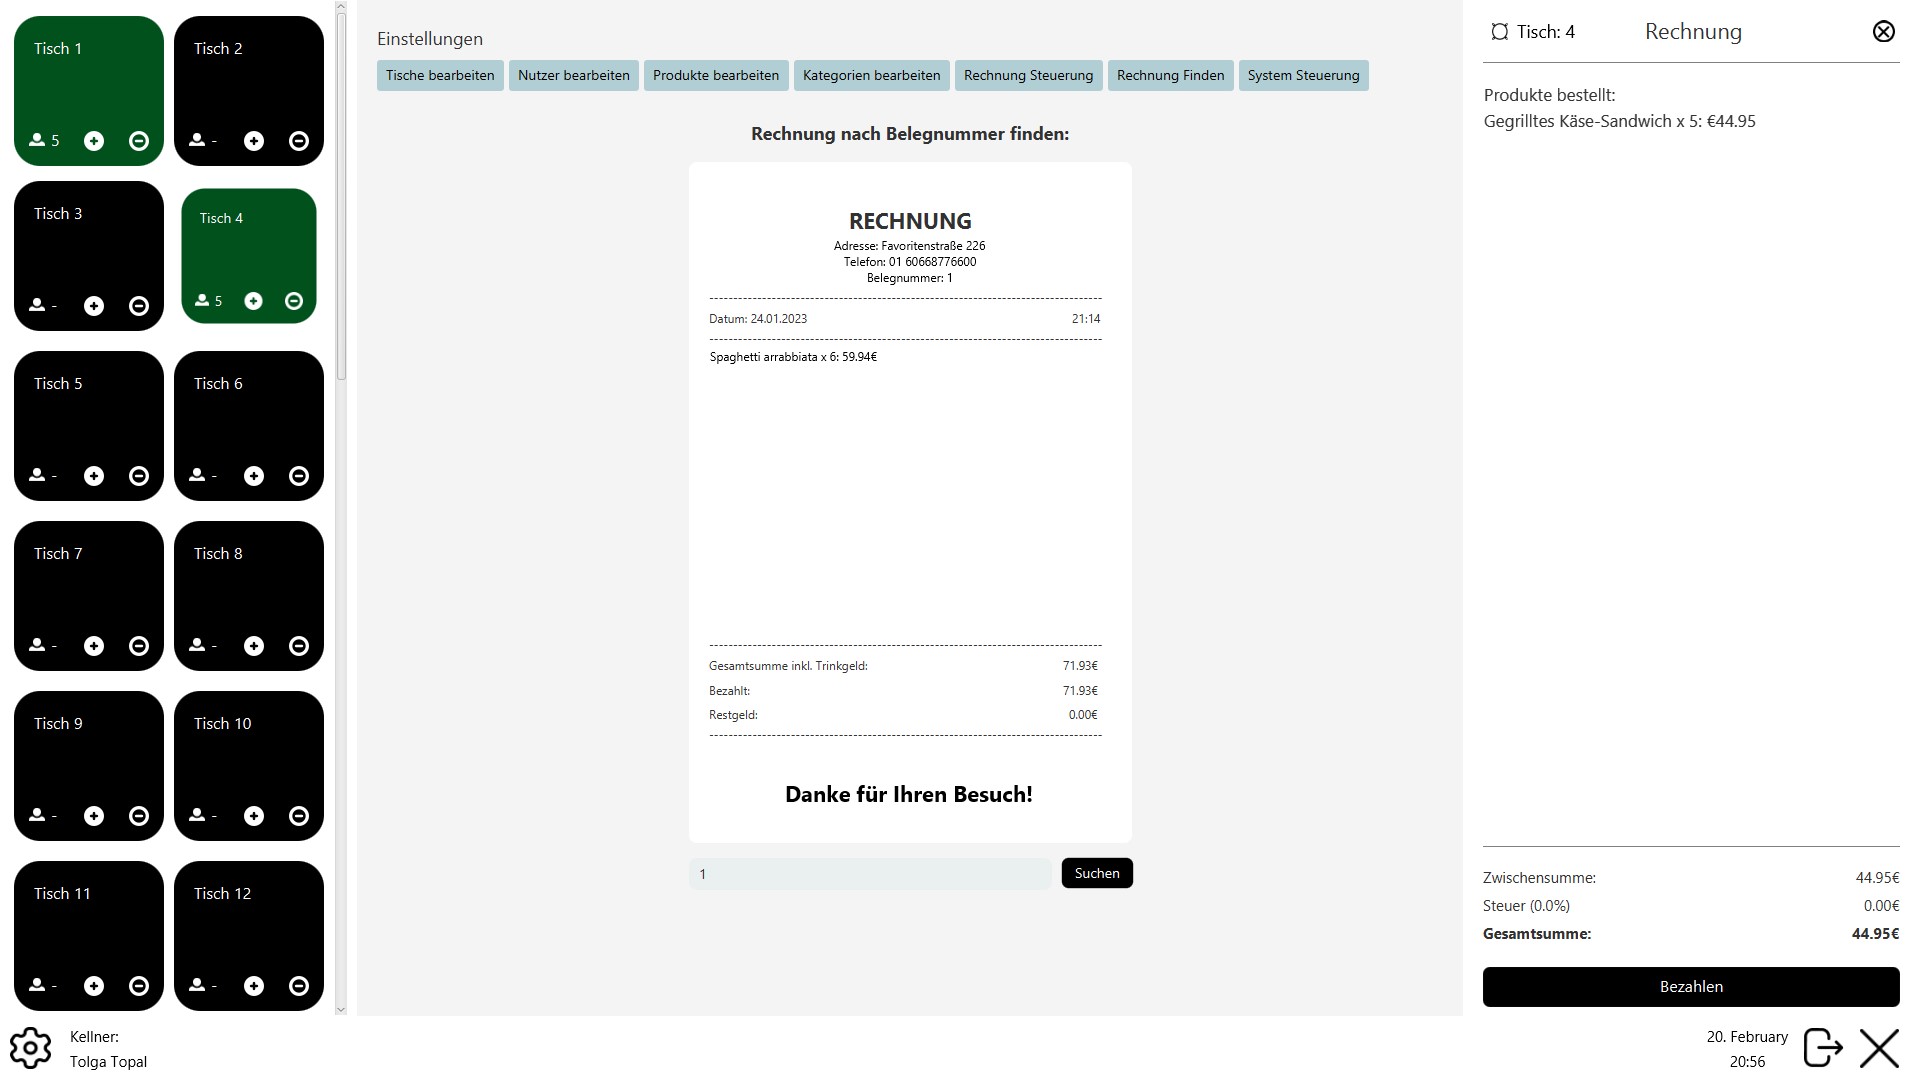 Tisch 1
5
Tisch 2
-
Tisch 3
-
Tisch 4
5
Tisch 5
-
Tisch 6
-
Tisch 7
-
Tisch 8
-
Tisch 9
-
Tisch 10
-
Tisch 11
-
Tisch 12
-
Einstellungen
Tische bearbeiten
Nutzer bearbeiten
Produkte bearbeiten
Kategorien bearbeiten
Rechnung Steuerung
Rechnung Finden
System Steuerung
Rechnung nach Belegnummer finden:
RECHNUNG
Adresse: Favoritenstraße 226
Telefon: 01 60668776600
Belegnummer: 1
Datum: 24.01.2023 21:14
Spaghetti arrabbiata x 6: 59.94€
Gesamtsumme inkl. Trinkgeld: 71.93€
Bezahlt: 71.93€
Restgeld: 0.00€
Danke für Ihren Besuch!
1
Suchen
Tisch: 4
Rechnung
Produkte bestellt:
Gegrilltes Käse-Sandwich x 5: €44.95
Zwischensumme: 44.95€
Steuer (0.0%) 0.00€
Gesamtsumme: 44.95€
Bezahlen
Kellner:
Tolga Topal
20. February
20:56